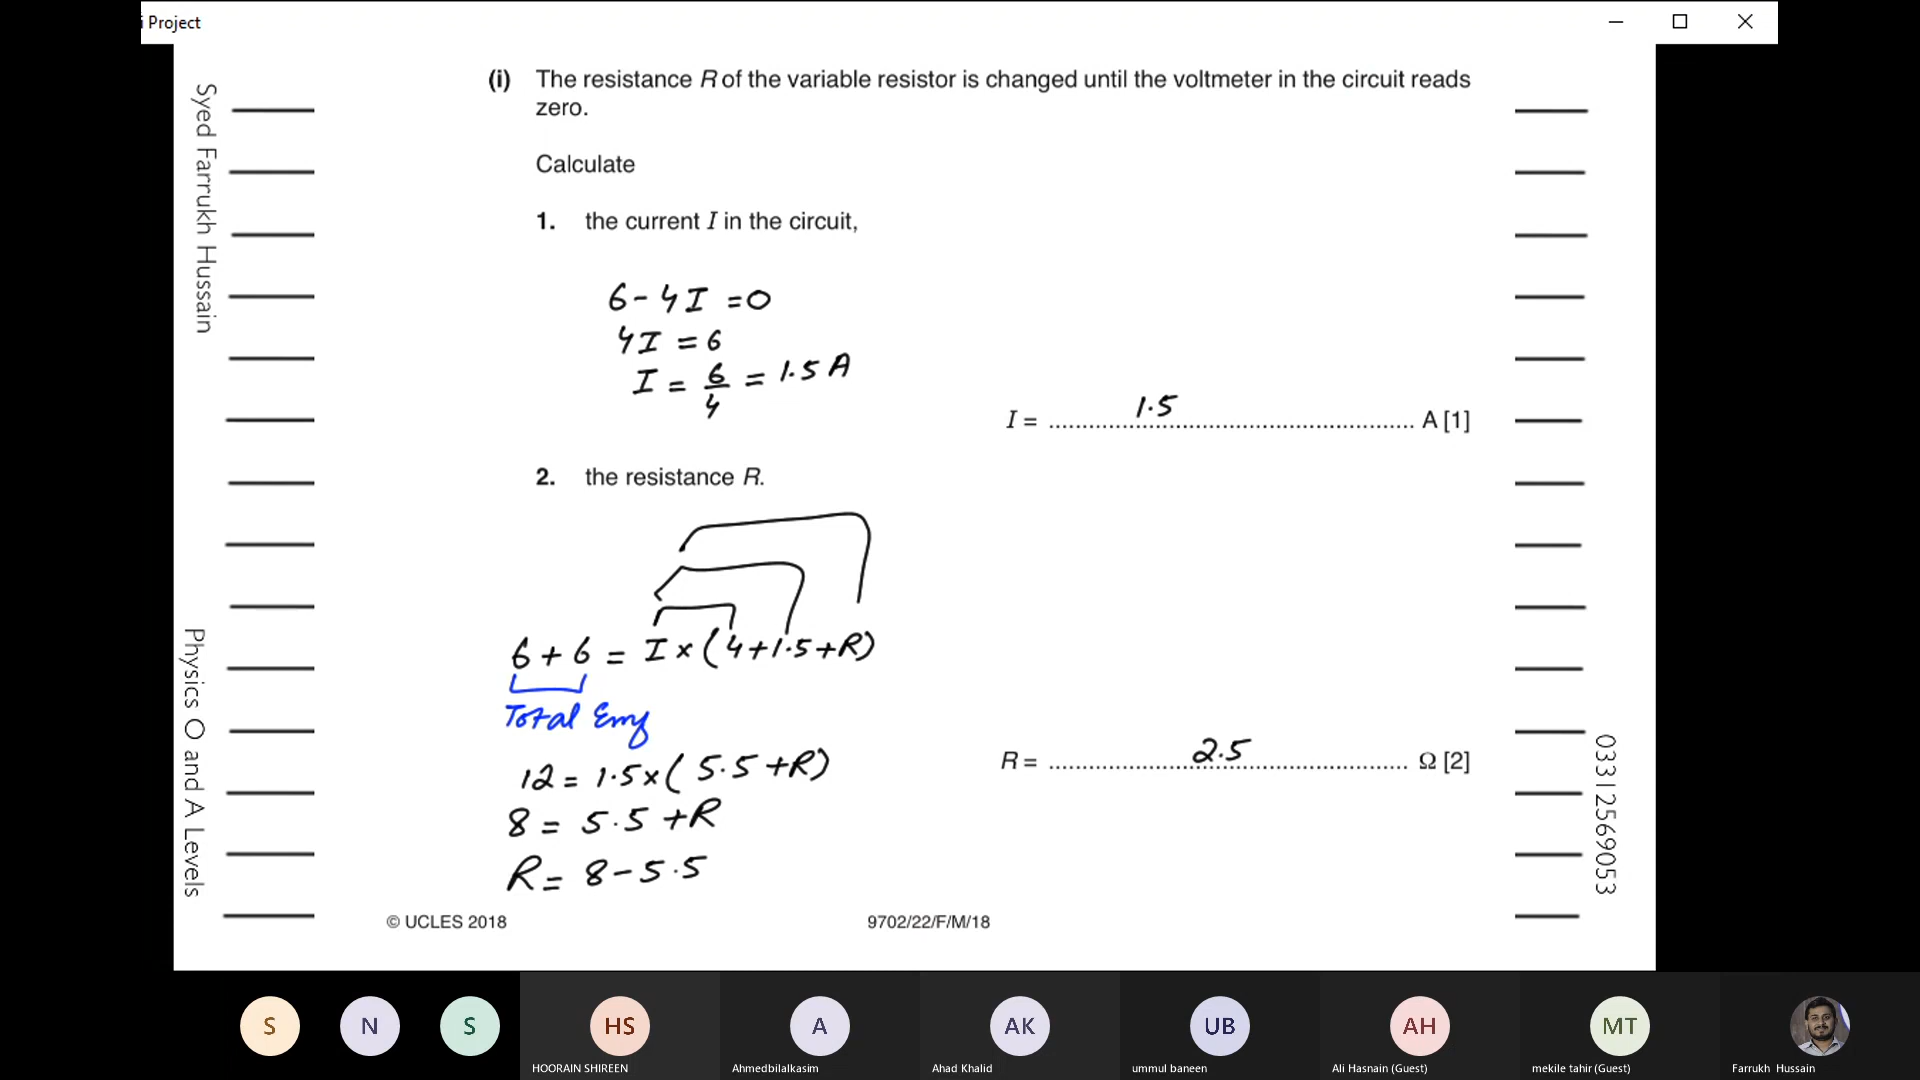 i Project
(i) The resistance R of the variable resistor is changed until the voltmeter in the circuit reads
zero.
Calculate
1. the current I in the circuit,
6-4I =0
4I = 6
I = 6/4 = 1.5 A
I = ........ 1.5 ........ A [1]
2. the resistance R.
6+6 = I×(4+1.5+R)
Total Emf
12 = 1.5×(5.5+R)
8 = 5.5 +R
R = 8-5.5
R = ........ 2.5 ........ Ω [2]
© UCLES 2018 9702/22/F/M/18
Syed Farrukh Hussain
Physics O and A Levels
03312569053
S N S HS A AK UB AH MT
HOORAIN SHIREEN Ahmedbilalkasim Ahad Khalid ummul baneen Ali Hasnain (Guest) mekile tahir (Guest) Farrukh Hussain